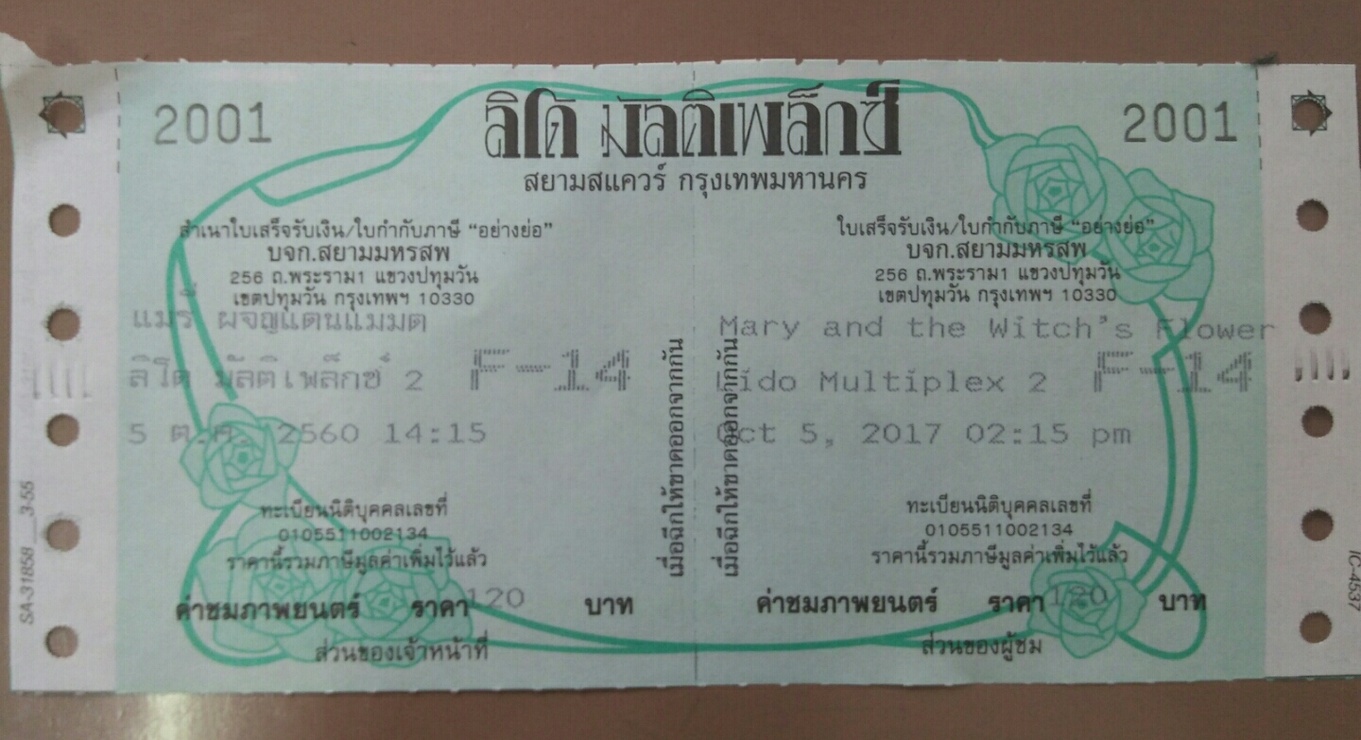 2001
ลิโด มัลติเพล็กซ์
2001
สยามสแควร์ กรุงเทพมหานคร
สำเนาใบเสร็จรับเงิน/ใบกำกับภาษี “อย่างย่อ”
บจก.สยามมหรสพ
256 ถ.พระราม1 แขวงปทุมวัน
เขตปทุมวัน กรุงเทพฯ 10330
แมรี่ ผจญแดนแม่มด
ลิโด มัลติเพล็กซ์ 2 F-14
5 ต.ค. 2560 14:15
ทะเบียนนิติบุคคลเลขที่
0105511002134
ราคานี้รวมภาษีมูลค่าเพิ่มไว้แล้ว
ค่าชมภาพยนตร์ ราคา 120 บาท
ส่วนของเจ้าหน้าที่
เมื่อฉีกให้ขาดออกจากกัน
เมื่อฉีกให้ขาดออกจากกัน
ใบเสร็จรับเงิน/ใบกำกับภาษี “อย่างย่อ”
บจก.สยามมหรสพ
256 ถ.พระราม1 แขวงปทุมวัน
เขตปทุมวัน กรุงเทพฯ 10330
Mary and the Witch's Flower
Lido Multiplex 2 F-14
Oct 5, 2017 02:15 pm
ทะเบียนนิติบุคคลเลขที่
0105511002134
ราคานี้รวมภาษีมูลค่าเพิ่มไว้แล้ว
ค่าชมภาพยนตร์ ราคา 120 บาท
ส่วนของผู้ชม
SA-31858 3-55
IC-4537